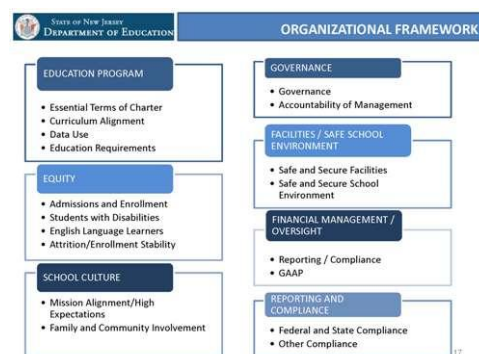 STATE OF NEW JERSEY
DEPARTMENT OF EDUCATION
ORGANIZATIONAL FRAMEWORK
EDUCATION PROGRAM
• Essential Terms of Charter
• Curriculum Alignment
• Data Use
• Education Requirements
EQUITY
• Admissions and Enrollment
• Students with Disabilities
• English Language Learners
• Attrition/Enrollment Stability
SCHOOL CULTURE
• Mission Alignment/High
Expectations
• Family and Community Involvement
GOVERNANCE
• Governance
• Accountability of Management
FACILITIES / SAFE SCHOOL
ENVIRONMENT
• Safe and Secure Facilities
• Safe and Secure School
Environment
FINANCIAL MANAGEMENT /
OVERSIGHT
• Reporting / Compliance
• GAAP
REPORTING AND
COMPLIANCE
• Federal and State Compliance
• Other Compliance
17